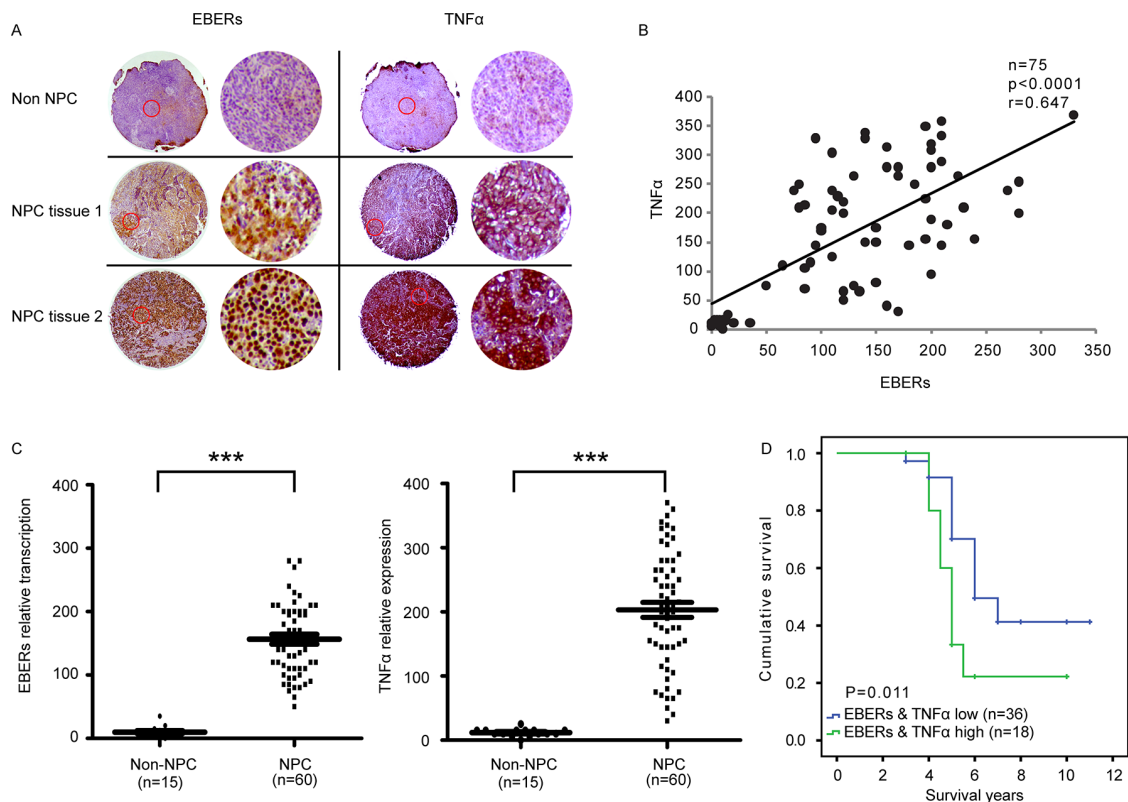 A
EBERs
TNFα
Non NPC
NPC tissue 1
NPC tissue 2
B
n=75
p<0.0001
r=0.647
400
350
300
250
200
150
100
50
0
TNFα
0 50 100 150 200 250 300 350
EBERs
C
***
400
300
200
100
0
EBERs relative transcription
Non-NPC NPC
(n=15) (n=60)
***
400
300
200
100
0
TNFα relative expression
Non-NPC NPC
(n=15) (n=60)
D
1.0
0.8
0.6
0.4
0.2
0.0
Cumulative survival
P=0.011
EBERs & TNFα low (n=36)
EBERs & TNFα high (n=18)
0 2 4 6 8 10 12
Survival years